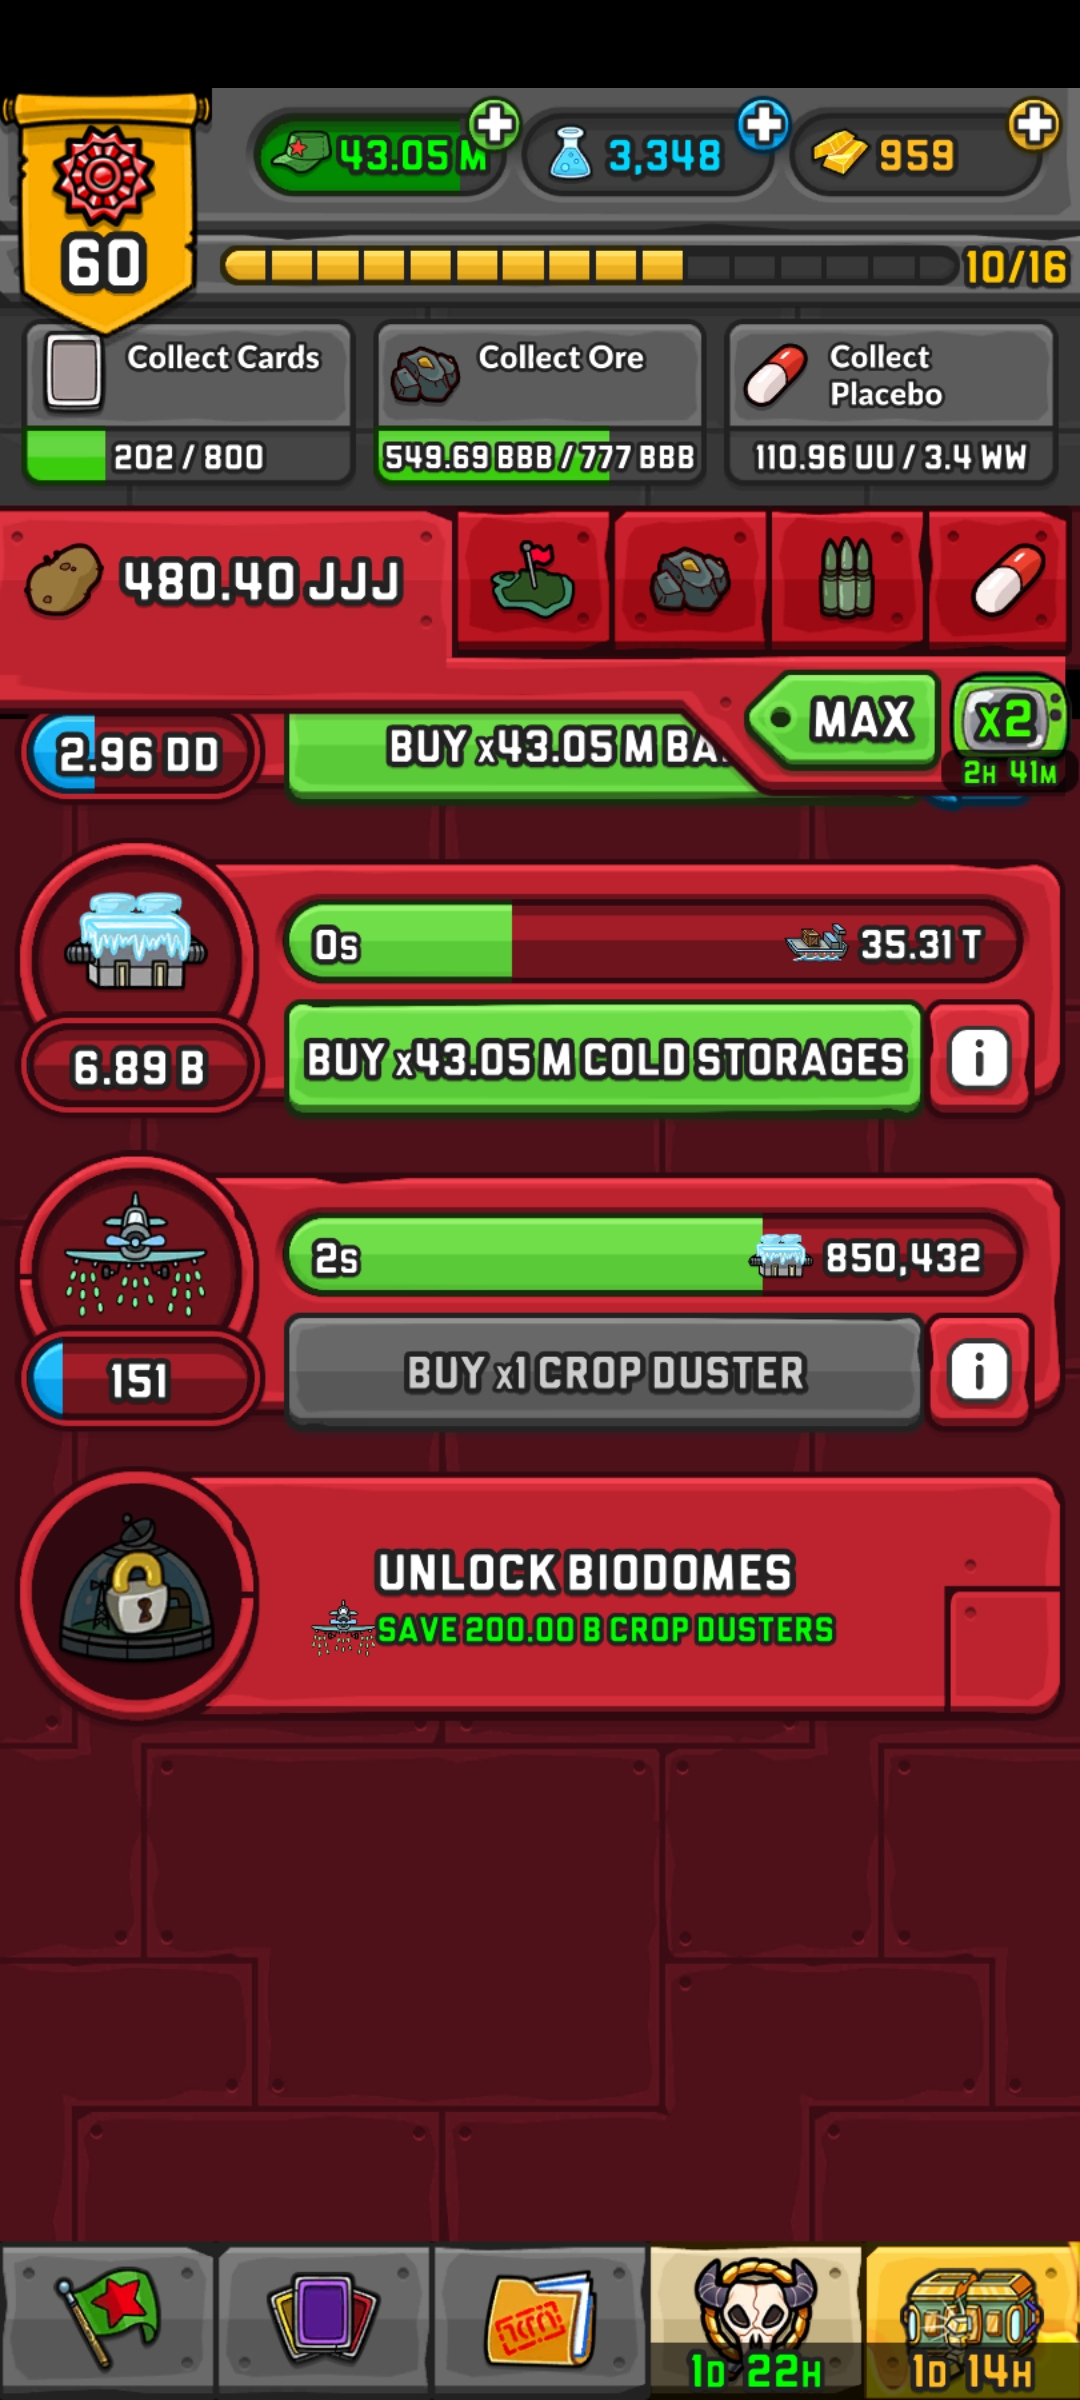 43.05 M
3,348
959
60
10/16
Collect Cards
Collect Ore
Collect
Placebo
202 / 800
549.69 BBB / 777 BBB
110.96 UU / 3.4 WW
480.40 JJJ
MAX
x2
2H 41M
2.96 DD
BUY x43.05 M BA
0s
35.31 T
6.89 B
BUY x43.05 M COLD STORAGES
i
2s
850,432
151
BUY x1 CROP DUSTER
i
UNLOCK BIODOMES
SAVE 200.00 B CROP DUSTERS
1D 22H
1D 14H